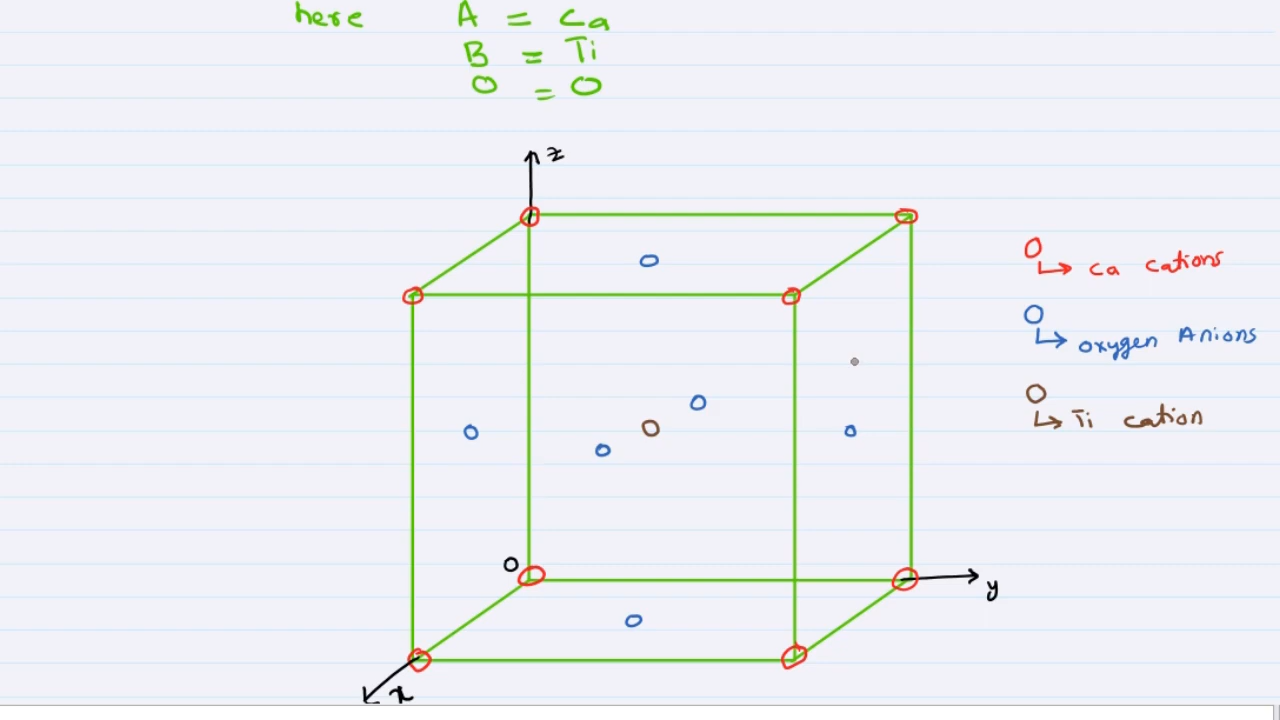 here A = Ca
B = Ti
O = O
z
Ca cations
oxygen Anions
Ti cation
O
y
x